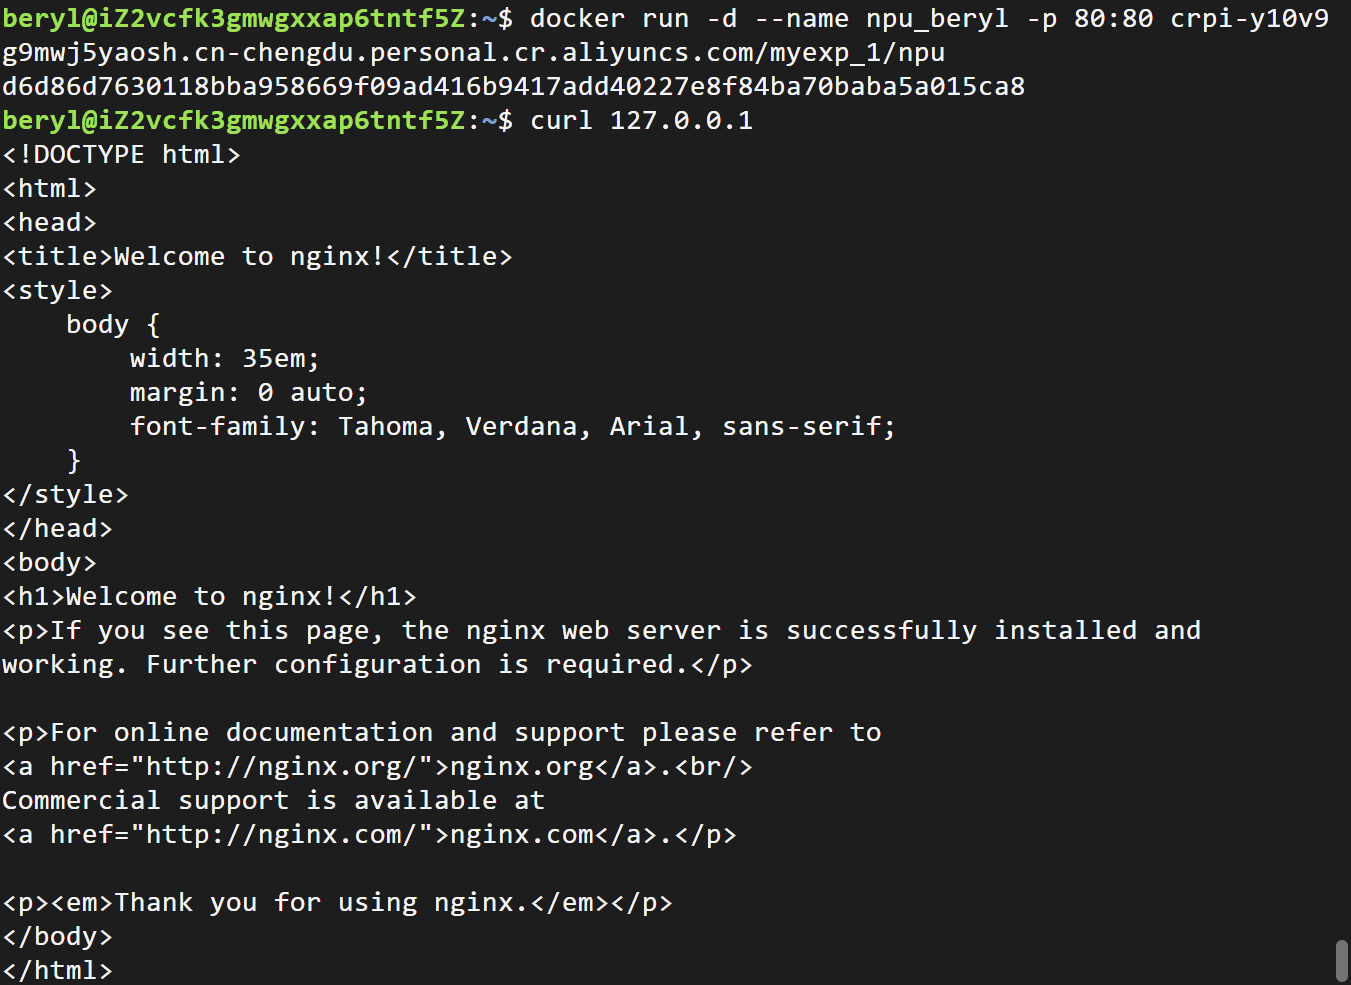 beryl@iZ2vcfk3gmwgxxap6tntf5Z:~$ docker run -d --name npu_beryl -p 80:80 crpi-y10v9
g9mwj5yaosh.cn-chengdu.personal.cr.aliyuncs.com/myexp_1/npu
d6d86d7630118bba958669f09ad416b9417add40227e8f84ba70baba5a015ca8
beryl@iZ2vcfk3gmwgxxap6tntf5Z:~$ curl 127.0.0.1
<!DOCTYPE html>
<html>
<head>
<title>Welcome to nginx!</title>
<style>
    body {
        width: 35em;
        margin: 0 auto;
        font-family: Tahoma, Verdana, Arial, sans-serif;
    }
</style>
</head>
<body>
<h1>Welcome to nginx!</h1>
<p>If you see this page, the nginx web server is successfully installed and
working. Further configuration is required.</p>

<p>For online documentation and support please refer to
<a href="http://nginx.org/">nginx.org</a>.<br/>
Commercial support is available at
<a href="http://nginx.com/">nginx.com</a>.</p>

<p><em>Thank you for using nginx.</em></p>
</body>
</html>